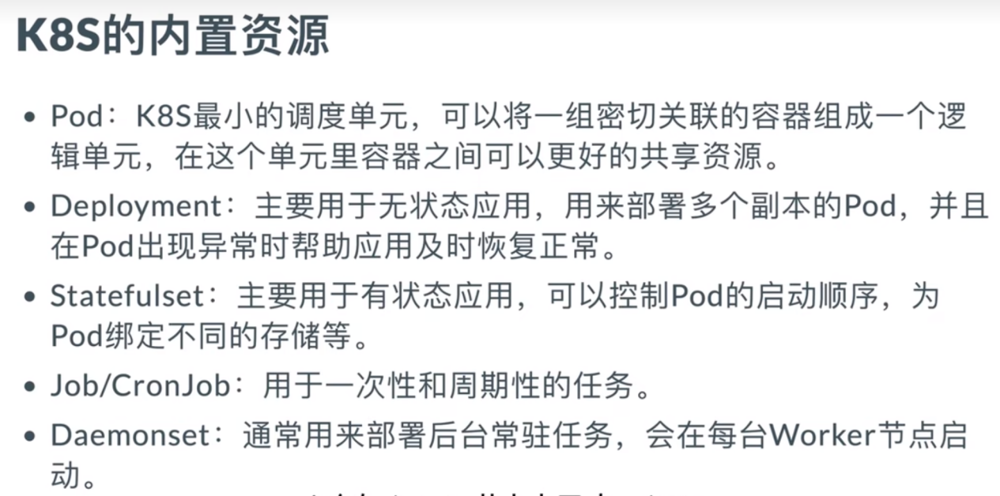 K8S的内置资源
• Pod：K8S最小的调度单元，可以将一组密切关联的容器组成一个逻
辑单元，在这个单元里容器之间可以更好的共享资源。
• Deployment：主要用于无状态应用，用来部署多个副本的Pod，并且
在Pod出现异常时帮助应用及时恢复正常。
• Statefulset：主要用于有状态应用，可以控制Pod的启动顺序，为
Pod绑定不同的存储等。
• Job/CronJob：用于一次性和周期性的任务。
• Daemonset：通常用来部署后台常驻任务，会在每台Worker节点启
动。